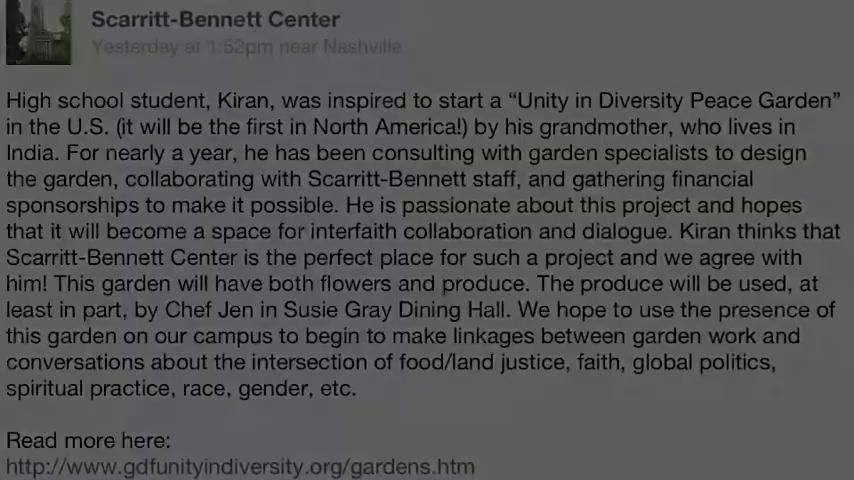 Scarritt-Bennett Center
Yesterday at 1:52pm near Nashville
High school student, Kiran, was inspired to start a “Unity in Diversity Peace Garden”
in the U.S. (it will be the first in North America!) by his grandmother, who lives in
India. For nearly a year, he has been consulting with garden specialists to design
the garden, collaborating with Scarritt-Bennett staff, and gathering financial
sponsorships to make it possible. He is passionate about this project and hopes
that it will become a space for interfaith collaboration and dialogue. Kiran thinks that
Scarritt-Bennett Center is the perfect place for such a project and we agree with
him! This garden will have both flowers and produce. The produce will be used, at
least in part, by Chef Jen in Susie Gray Dining Hall. We hope to use the presence of
this garden on our campus to begin to make linkages between garden work and
conversations about the intersection of food/land justice, faith, global politics,
spiritual practice, race, gender, etc.
Read more here:
http://www.gdfunityindiversity.org/gardens.htm